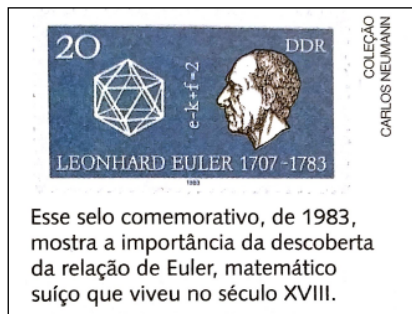 20
DDR
e-k+f=2
LEONHARD EULER 1707-1783
1983
COLEÇÃO
CARLOS NEUMANN
Esse selo comemorativo, de 1983,
mostra a importância da descoberta
da relação de Euler, matemático
suíço que viveu no século XVIII.